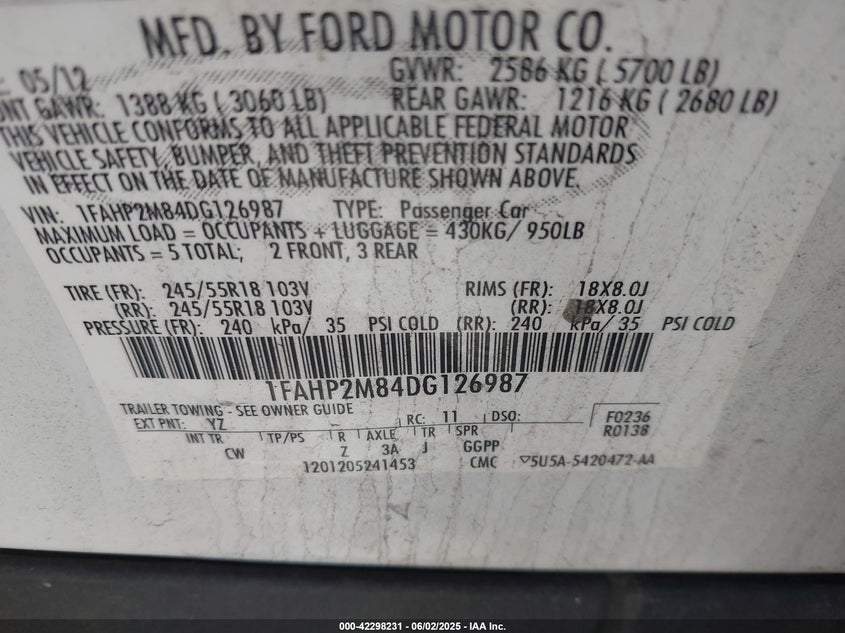 MFD. BY FORD MOTOR CO.
05/12 GVWR: 2586 KG ( 5700 LB)
NT GAWR: 1388 KG ( 3060 LB) REAR GAWR: 1216 KG ( 2680 LB)
THIS VEHICLE CONFORMS TO ALL APPLICABLE FEDERAL MOTOR
VEHICLE SAFETY, BUMPER, AND THEFT PREVENTION STANDARDS
IN EFFECT ON THE DATE OF MANUFACTURE SHOWN ABOVE.
VIN: 1FAHP2M84DG126987 TYPE: Passenger Car
MAXIMUM LOAD = OCCUPANTS + LUGGAGE = 430KG/ 950LB
OCCUPANTS = 5 TOTAL; 2 FRONT, 3 REAR
TIRE (FR): 245/55R18 103V RIMS (FR): 18X8.0J
(RR): 245/55R18 103V (RR): 18X8.0J
PRESSURE (FR): 240 kPa/ 35 PSI COLD (RR): 240 kPa/ 35 PSI COLD
1FAHP2M84DG126987
TRAILER TOWING - SEE OWNER GUIDE
EXT PNT: YZ RC: 11 DSO: F0236
R0138
INT TR TP/PS R AXLE TR SPR
CW Z 3A J GGPP
1201205241453 CMC ▽5U5A-5420472-AA
000-42298231 - 06/02/2025 - IAA Inc.